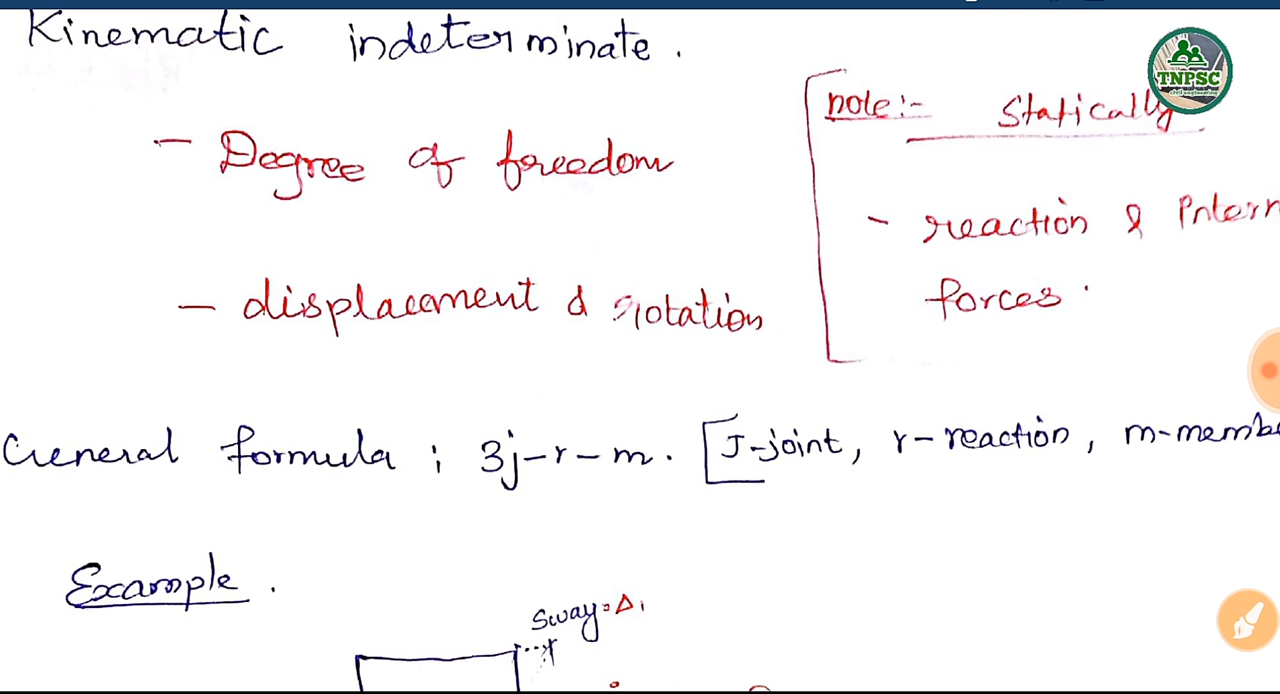 Kinematic indeterminate.
TNPSC
note:- Statically
- Degree of freedom
- reaction & Intern
forces.
- displacement & rotation
General formula : 3j-r-m. [J-joint, r-reaction, m-membe
Example.
Sway=Δ1